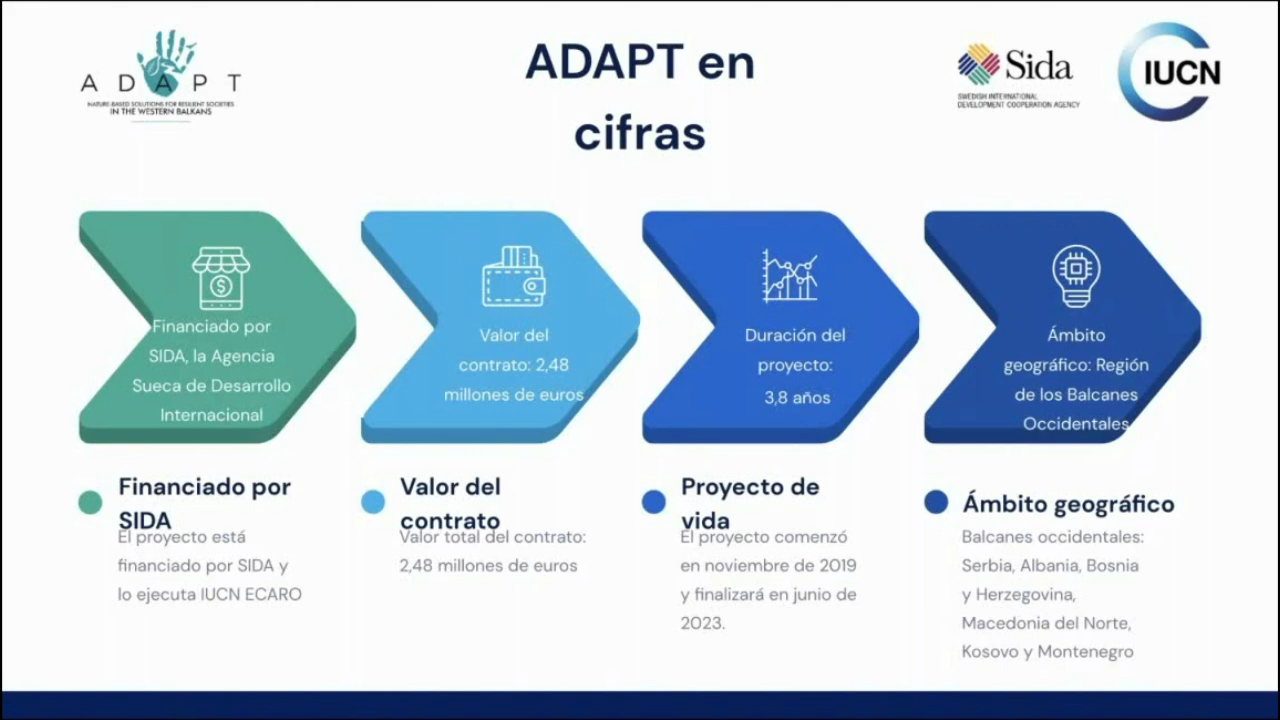 ADAPT
NATURE-BASED SOLUTIONS FOR RESILIENT SOCIETIES
IN THE WESTERN BALKANS
ADAPT en
cifras
Sida
SWEDISH INTERNATIONAL
DEVELOPMENT COOPERATION AGENCY
IUCN
Financiado por
SIDA, la Agencia
Sueca de Desarrollo
Internacional
Valor del
contrato: 2,48
millones de euros
Duración del
proyecto:
3,8 años
Ámbito
geográfico: Región
de los Balcanes
Occidentales
Financiado por
SIDA
El proyecto está
financiado por SIDA y
lo ejecuta IUCN ECARO
Valor del
contrato
Valor total del contrato:
2,48 millones de euros
Proyecto de
vida
El proyecto comenzó
en noviembre de 2019
y finalizará en junio de
2023.
Ámbito geográfico
Balcanes occidentales:
Serbia, Albania, Bosnia
y Herzegovina,
Macedonia del Norte,
Kosovo y Montenegro